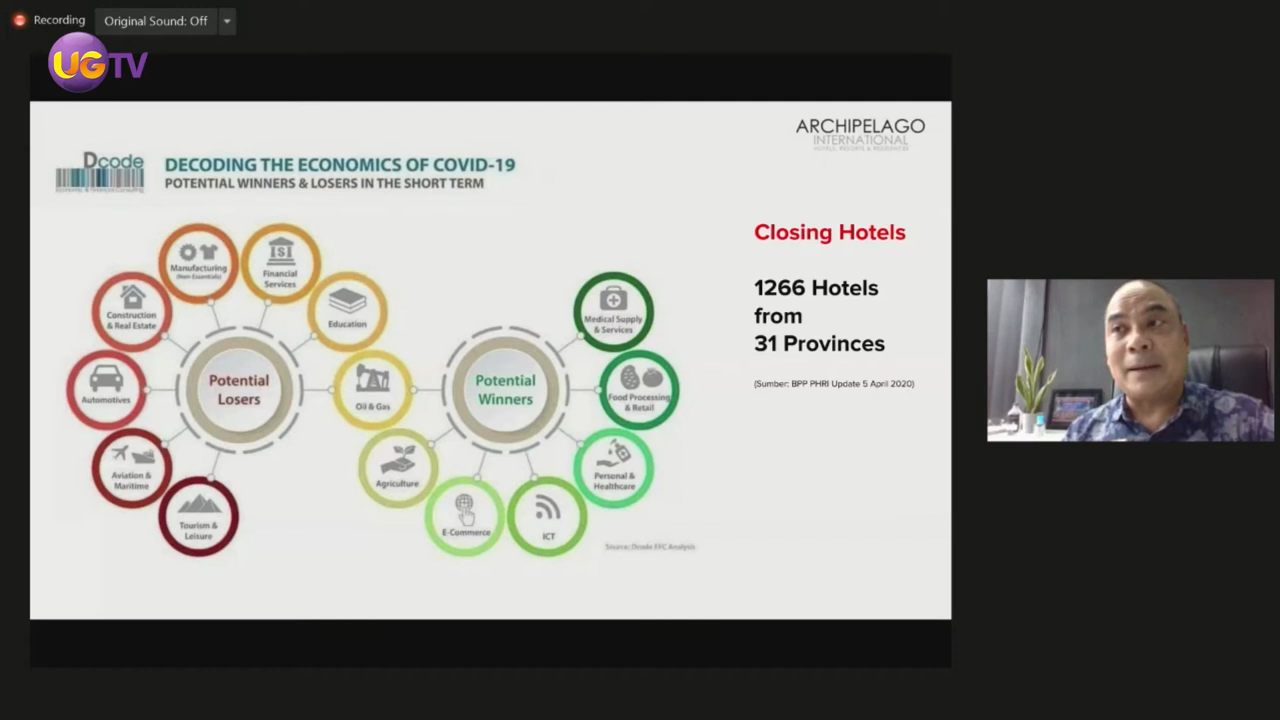 Recording
Original Sound: Off
UGTV
ARCHIPELAGO
INTERNATIONAL
HOTELS, RESORTS & RESIDENCES
Dcode
Economic & Financial Consulting
DECODING THE ECONOMICS OF COVID-19
POTENTIAL WINNERS & LOSERS IN THE SHORT TERM
Manufacturing
(Non-Essentials)
Financial
Services
Construction
& Real Estate
Education
Automotives
Potential
Losers
Oil & Gas
Aviation &
Maritime
Tourism &
Leisure
Potential
Winners
Medical Supply
& Services
Food Processing
& Retail
Personal &
Healthcare
Agriculture
E-Commerce
ICT
Source: Dcode EFC Analysis
Closing Hotels
1266 Hotels
from
31 Provinces
(Sumber: BPP PHRI Update 5 April 2020)